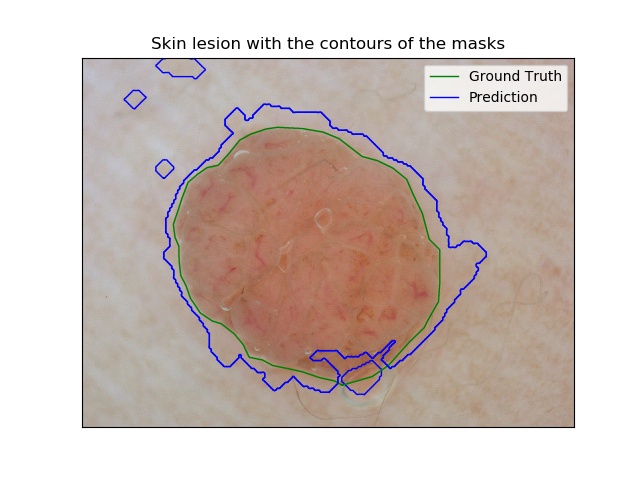 Skin lesion with the contours of the masks
Ground Truth
Prediction